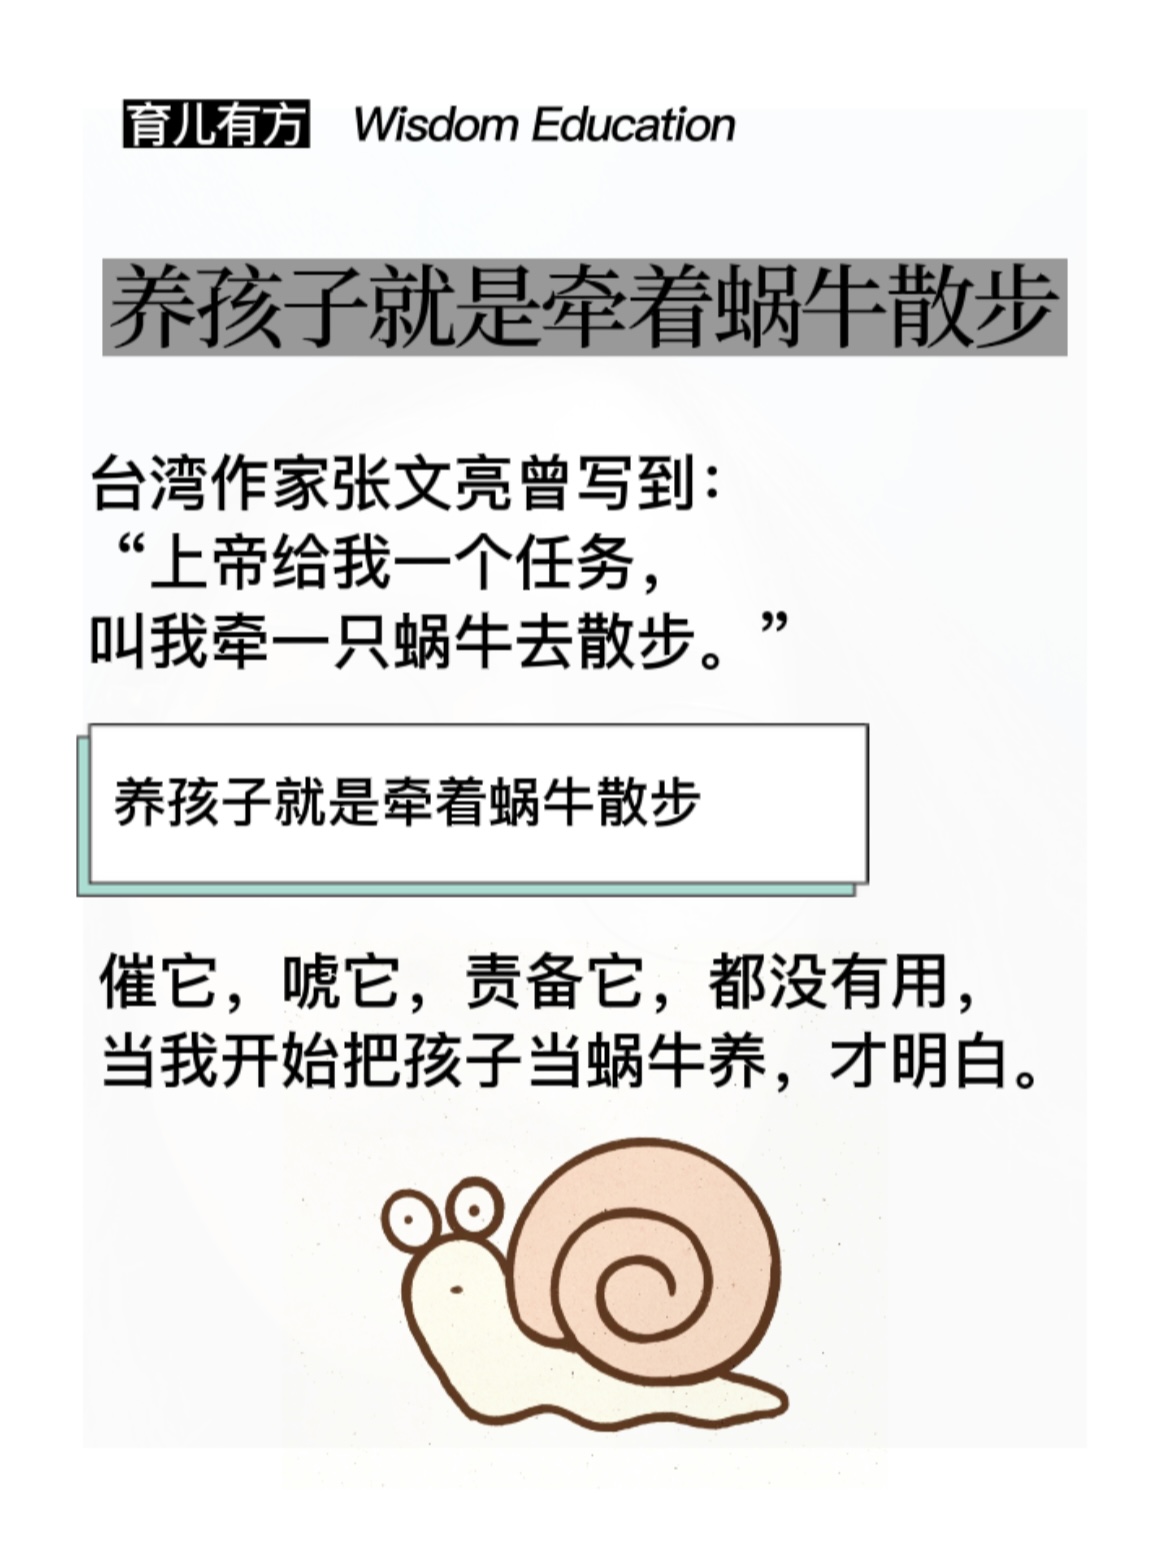 育儿有方 Wisdom Education
养孩子就是牵着蜗牛散步
台湾作家张文亮曾写到：
“上帝给我一个任务，
叫我牵一只蜗牛去散步。”
养孩子就是牵着蜗牛散步
催它，唬它，责备它，都没有用，
当我开始把孩子当蜗牛养，才明白。